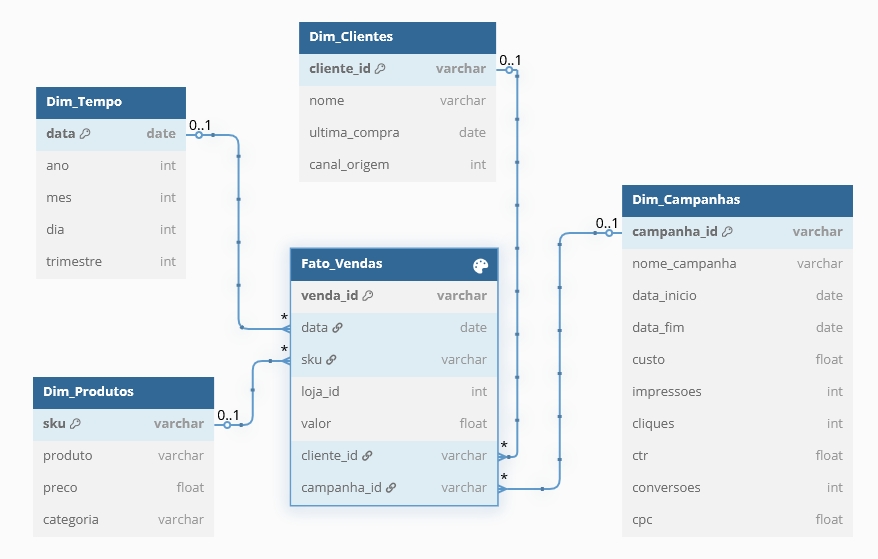 Dim_Clientes
cliente_id varchar
nome varchar
ultima_compra date
canal_origem int
0..1
Dim_Tempo
data date
ano int
mes int
dia int
trimestre int
0..1
Dim_Campanhas
campanha_id varchar
nome_campanha varchar
data_inicio date
data_fim date
custo float
impressoes int
cliques int
ctr float
conversoes int
cpc float
0..1
Fato_Vendas
venda_id varchar
* data date
* sku varchar
loja_id int
valor float
cliente_id varchar *
campanha_id varchar *
Dim_Produtos
sku varchar
produto varchar
preco float
categoria varchar
0..1